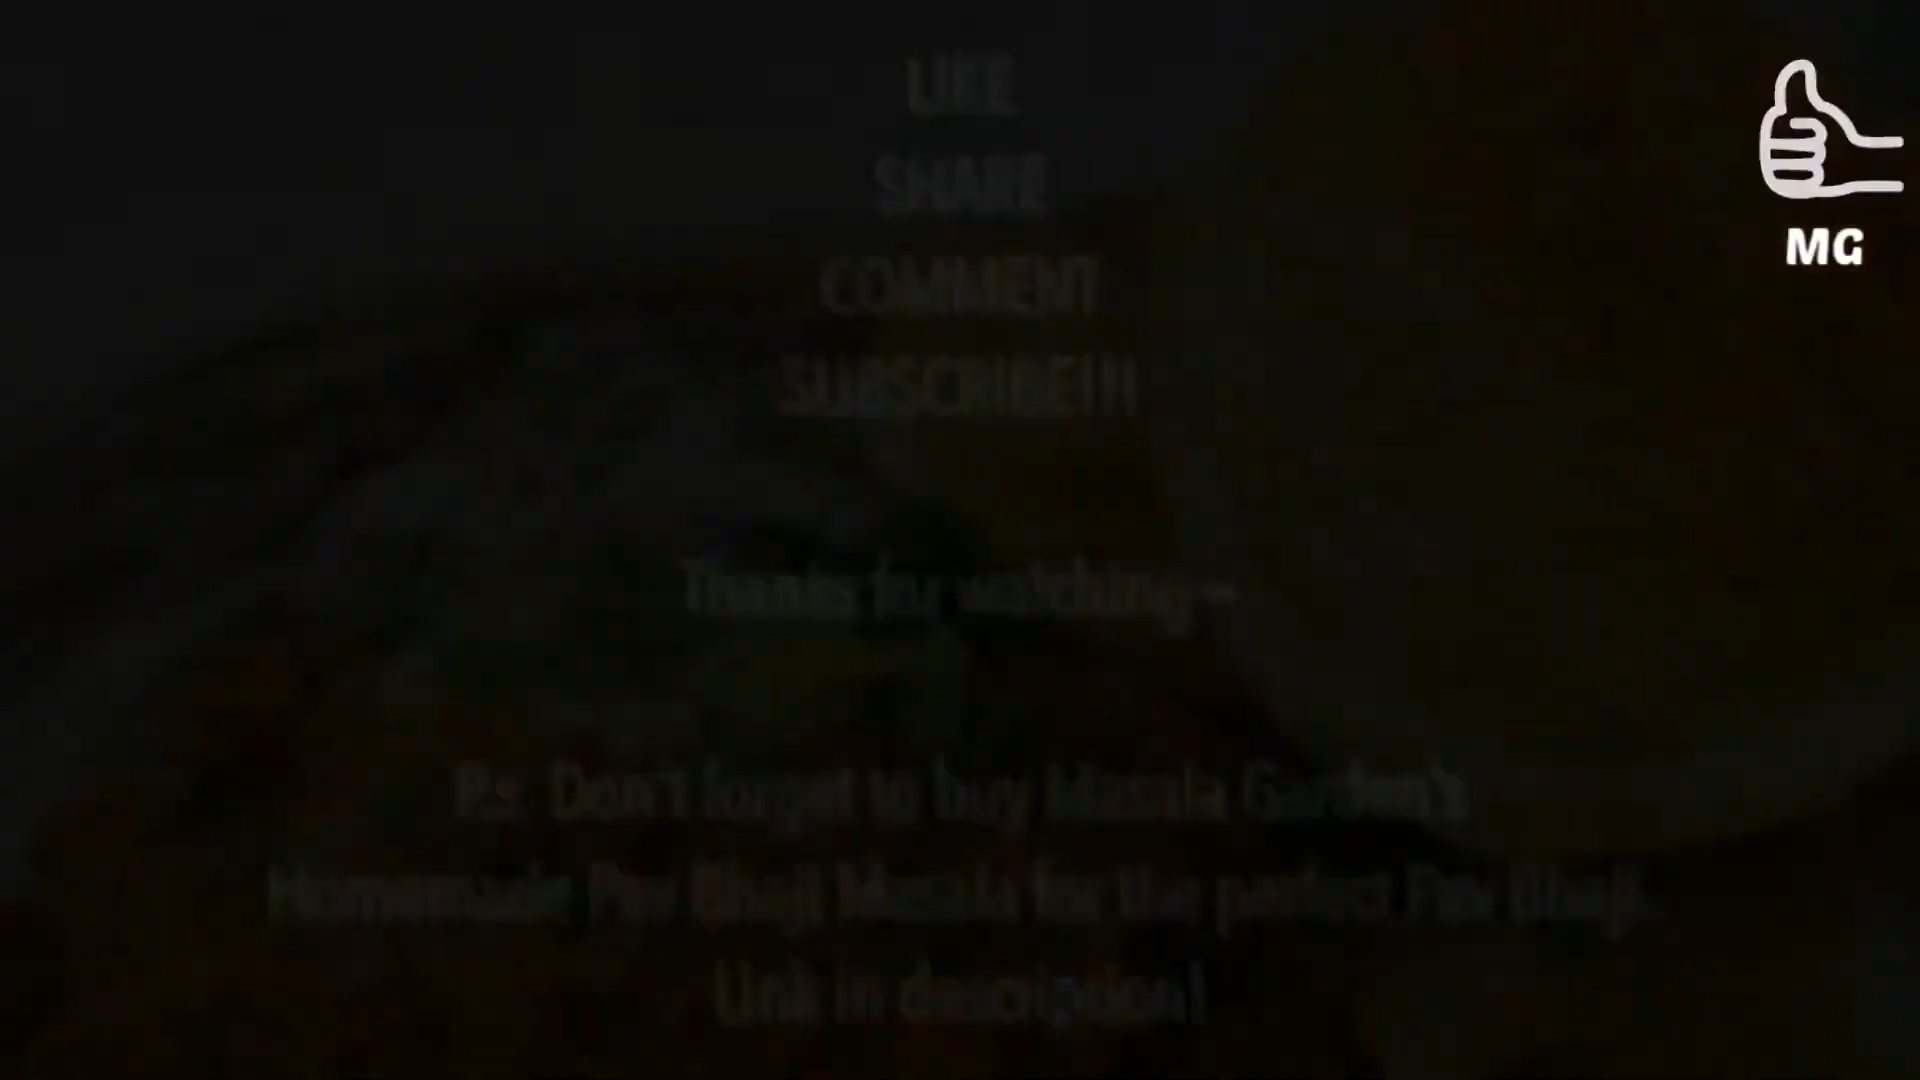 LIKE
SHARE
COMMENT
SUBSCRIBE!!!
MG
Thanks for watching~
P.s. Don't forget to buy Masala Garden's
Homemade Pav Bhaji Masala for the perfect Pav Bhaji.
Link in description!